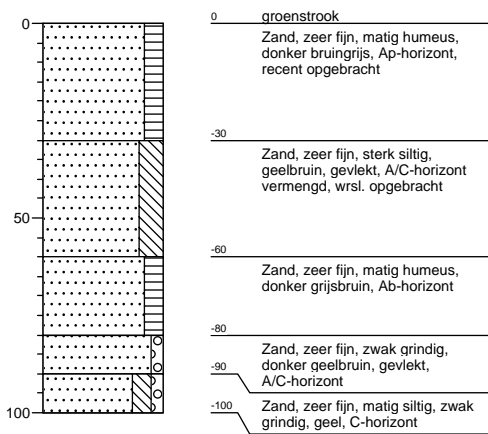 0
50
100
0 groenstrook
Zand, zeer fijn, matig humeus,
donker bruingrijs, Ap-horizont,
recent opgebracht
-30
Zand, zeer fijn, sterk siltig,
geelbruin, gevlekt, A/C-horizont
vermengd, wrsl. opgebracht
-60
Zand, zeer fijn, matig humeus,
donker grijsbruin, Ab-horizont
-80
Zand, zeer fijn, zwak grindig,
donker geelbruin, gevlekt,
A/C-horizont
-90
Zand, zeer fijn, matig siltig, zwak
grindig, geel, C-horizont
-100